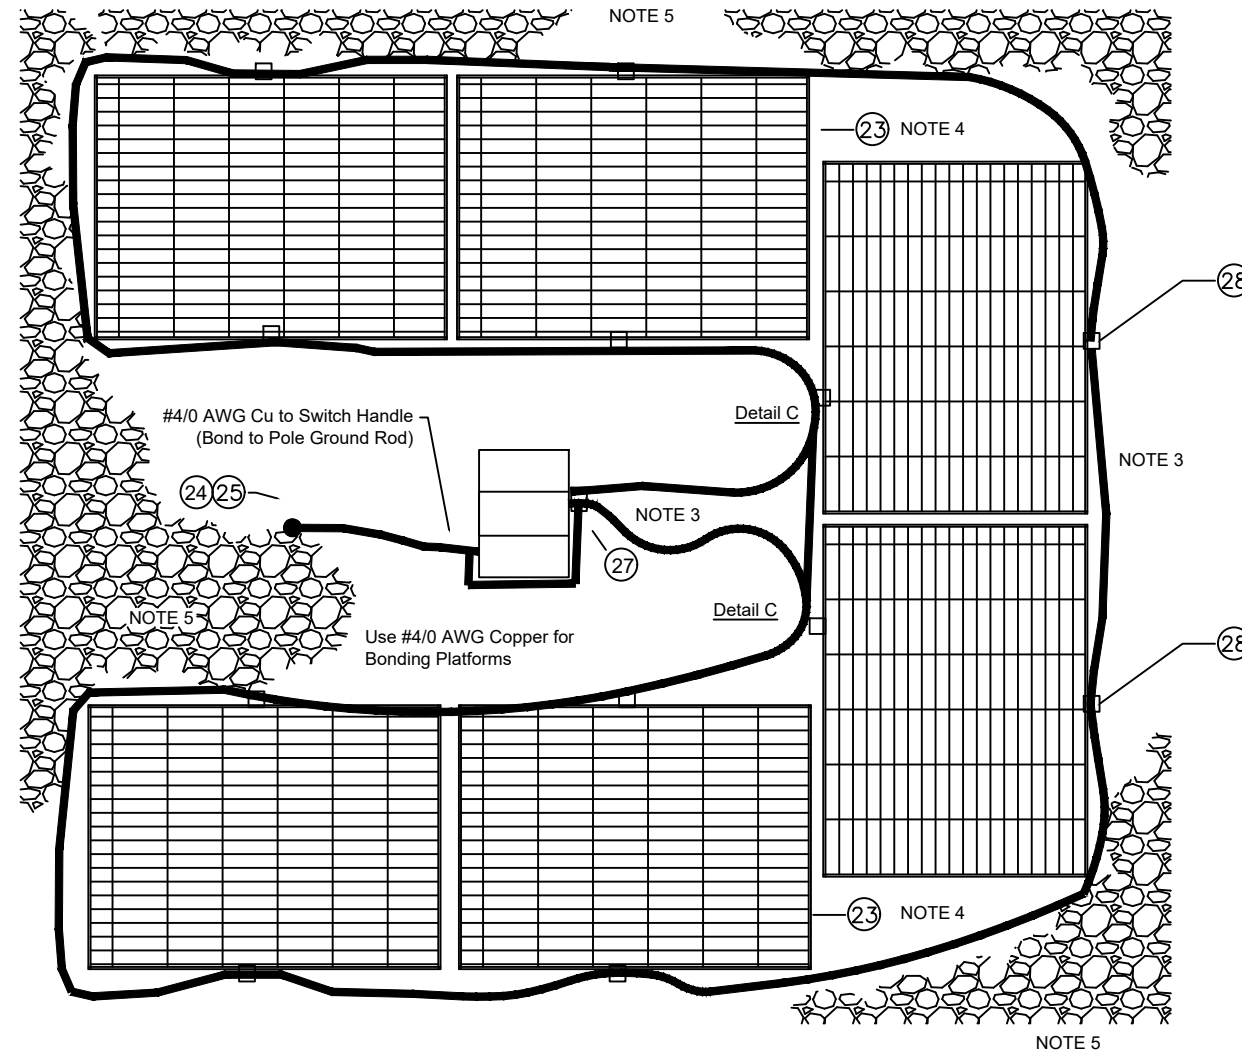 NOTE 5
23 NOTE 4
28
#4/0 AWG Cu to Switch Handle
(Bond to Pole Ground Rod)
Detail C
NOTE 3
24 25
NOTE 3
27
NOTE 5
Detail C
Use #4/0 AWG Copper for
Bonding Platforms
28
23 NOTE 4
NOTE 5